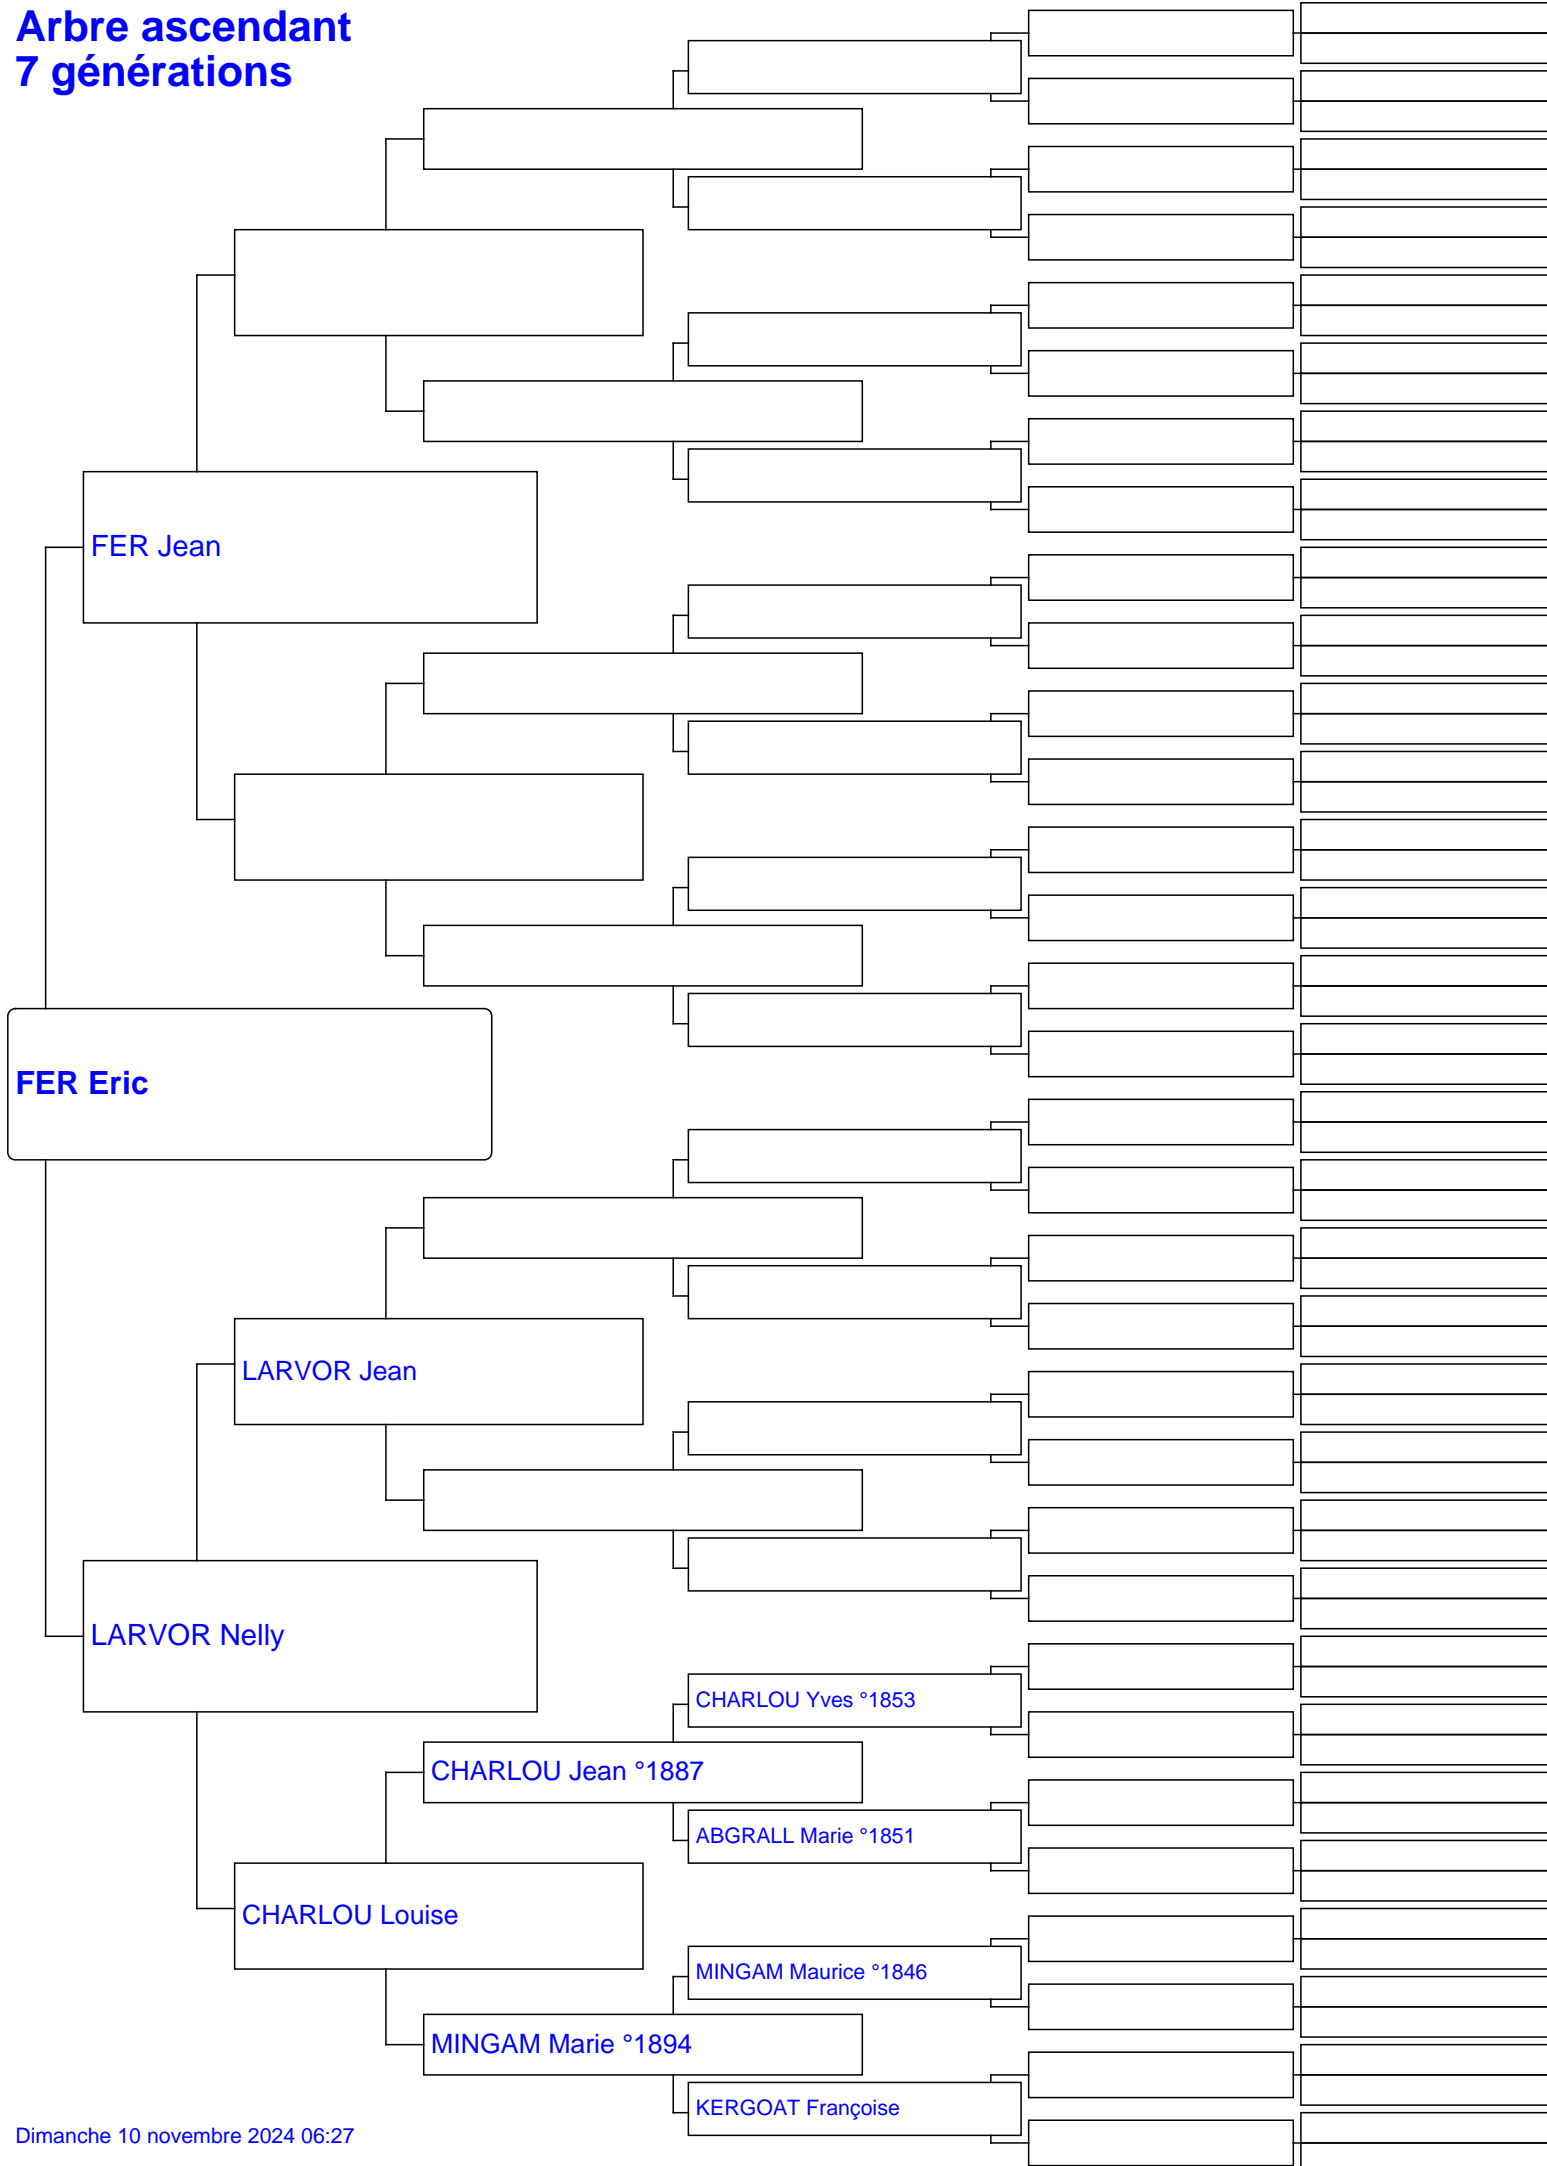 Arbre ascendant
7 générations
FER Jean
FER Eric
LARVOR Jean
LARVOR Nelly
CHARLOU Yves °1853
CHARLOU Jean °1887
ABGRALL Marie °1851
CHARLOU Louise
MINGAM Maurice °1846
MINGAM Marie °1894
KERGOAT Françoise
Dimanche 10 novembre 2024 06:27